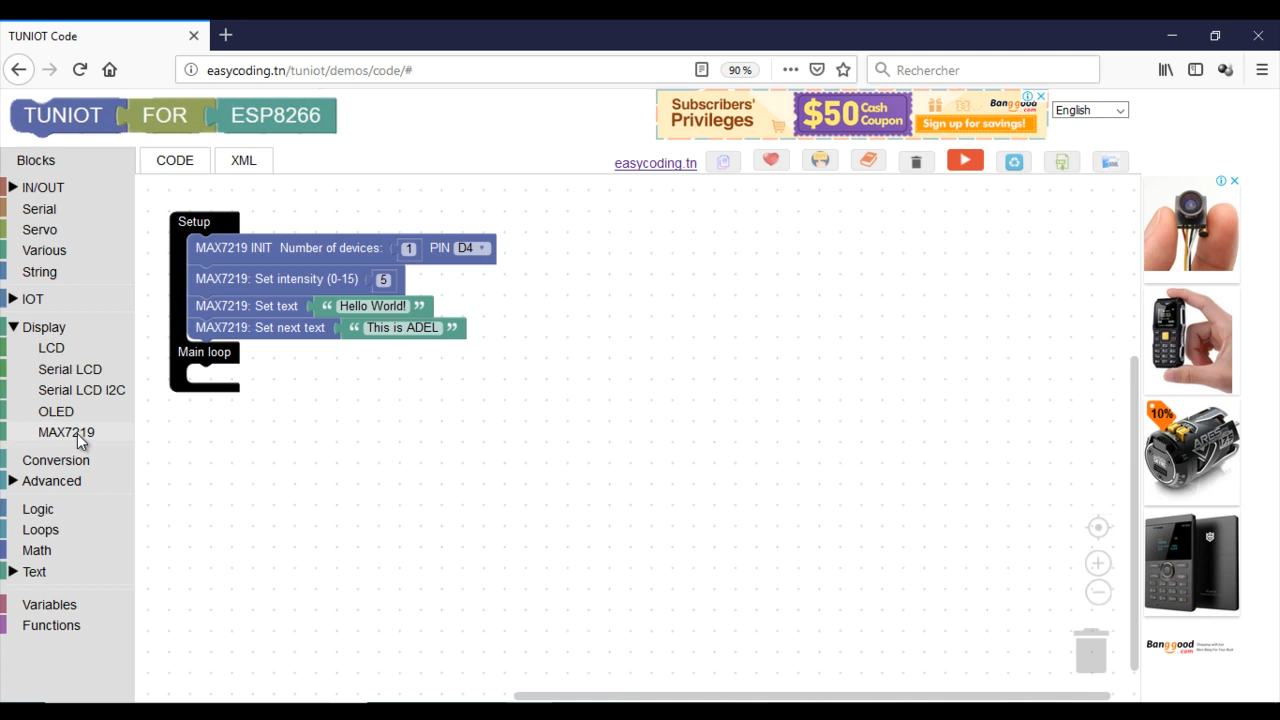 TUNIOT Code
easycoding.tn/tuniot/demos/code/#
90 %
Rechercher
TUNIOT FOR ESP8266
Subscribers' Privileges
$50 Cash Coupon
Banggood.com
Sign up for savings!
English
Blocks
CODE
XML
easycoding.tn
IN/OUT
Serial
Servo
Various
String
IOT
Display
LCD
Serial LCD
Serial LCD I2C
OLED
MAX7219
Conversion
Advanced
Logic
Loops
Math
Text
Variables
Functions
Setup
MAX7219 INIT Number of devices: 1 PIN D4
MAX7219: Set intensity (0-15) 5
MAX7219: Set text “ Hello World! ”
MAX7219: Set next text “ This is ADEL ”
Main loop
10%
Banggood.com